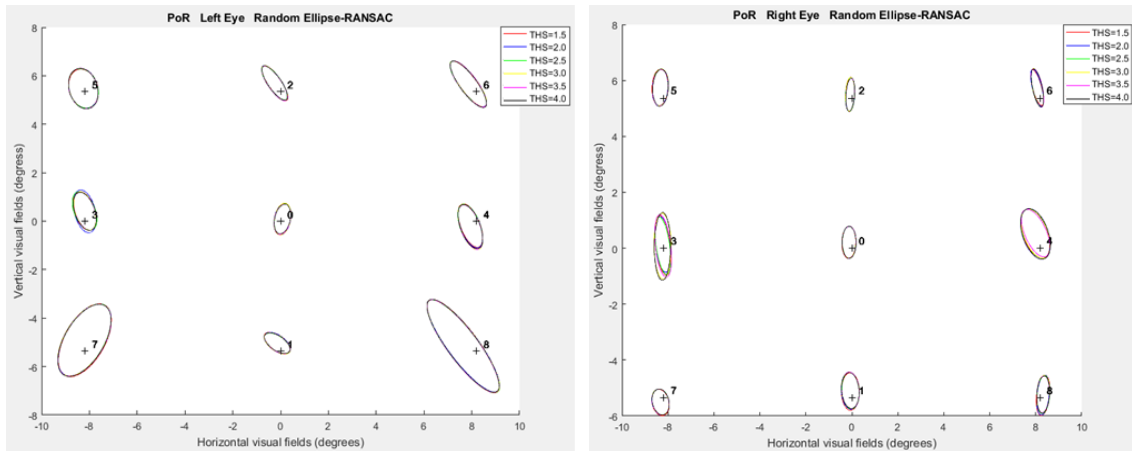 PoR Left Eye Random Ellipse-RANSAC
8
6
4
2
0
-2
-4
-6
-8
Vertical visual fields (degress)
-10 -8 -6 -4 -2 0 2 4 6 8 10
Horizontal visual fields (degrees)
THS=1.5
THS=2.0
THS=2.5
THS=3.0
THS=3.5
THS=4.0
5 2 6
3 0 4
7 1 8
PoR Right Eye Random Ellipse-RANSAC
8
6
4
2
0
-2
-4
-6
Vertical visual fields (degress)
-10 -8 -6 -4 -2 0 2 4 6 8 10
Horizontal visual fields (degrees)
THS=1.5
THS=2.0
THS=2.5
THS=3.0
THS=3.5
THS=4.0
5 2 6
3 0 4
7 1 8